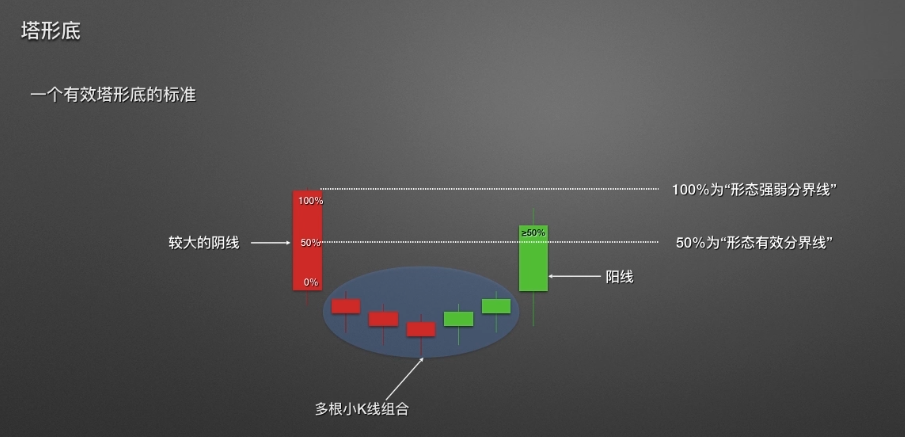 塔形底
一个有效塔形底的标准
100%
100%为“形态强弱分界线”
≥50%
较大的阴线
50%
50%为“形态有效分界线”
0%
阳线
多根小K线组合